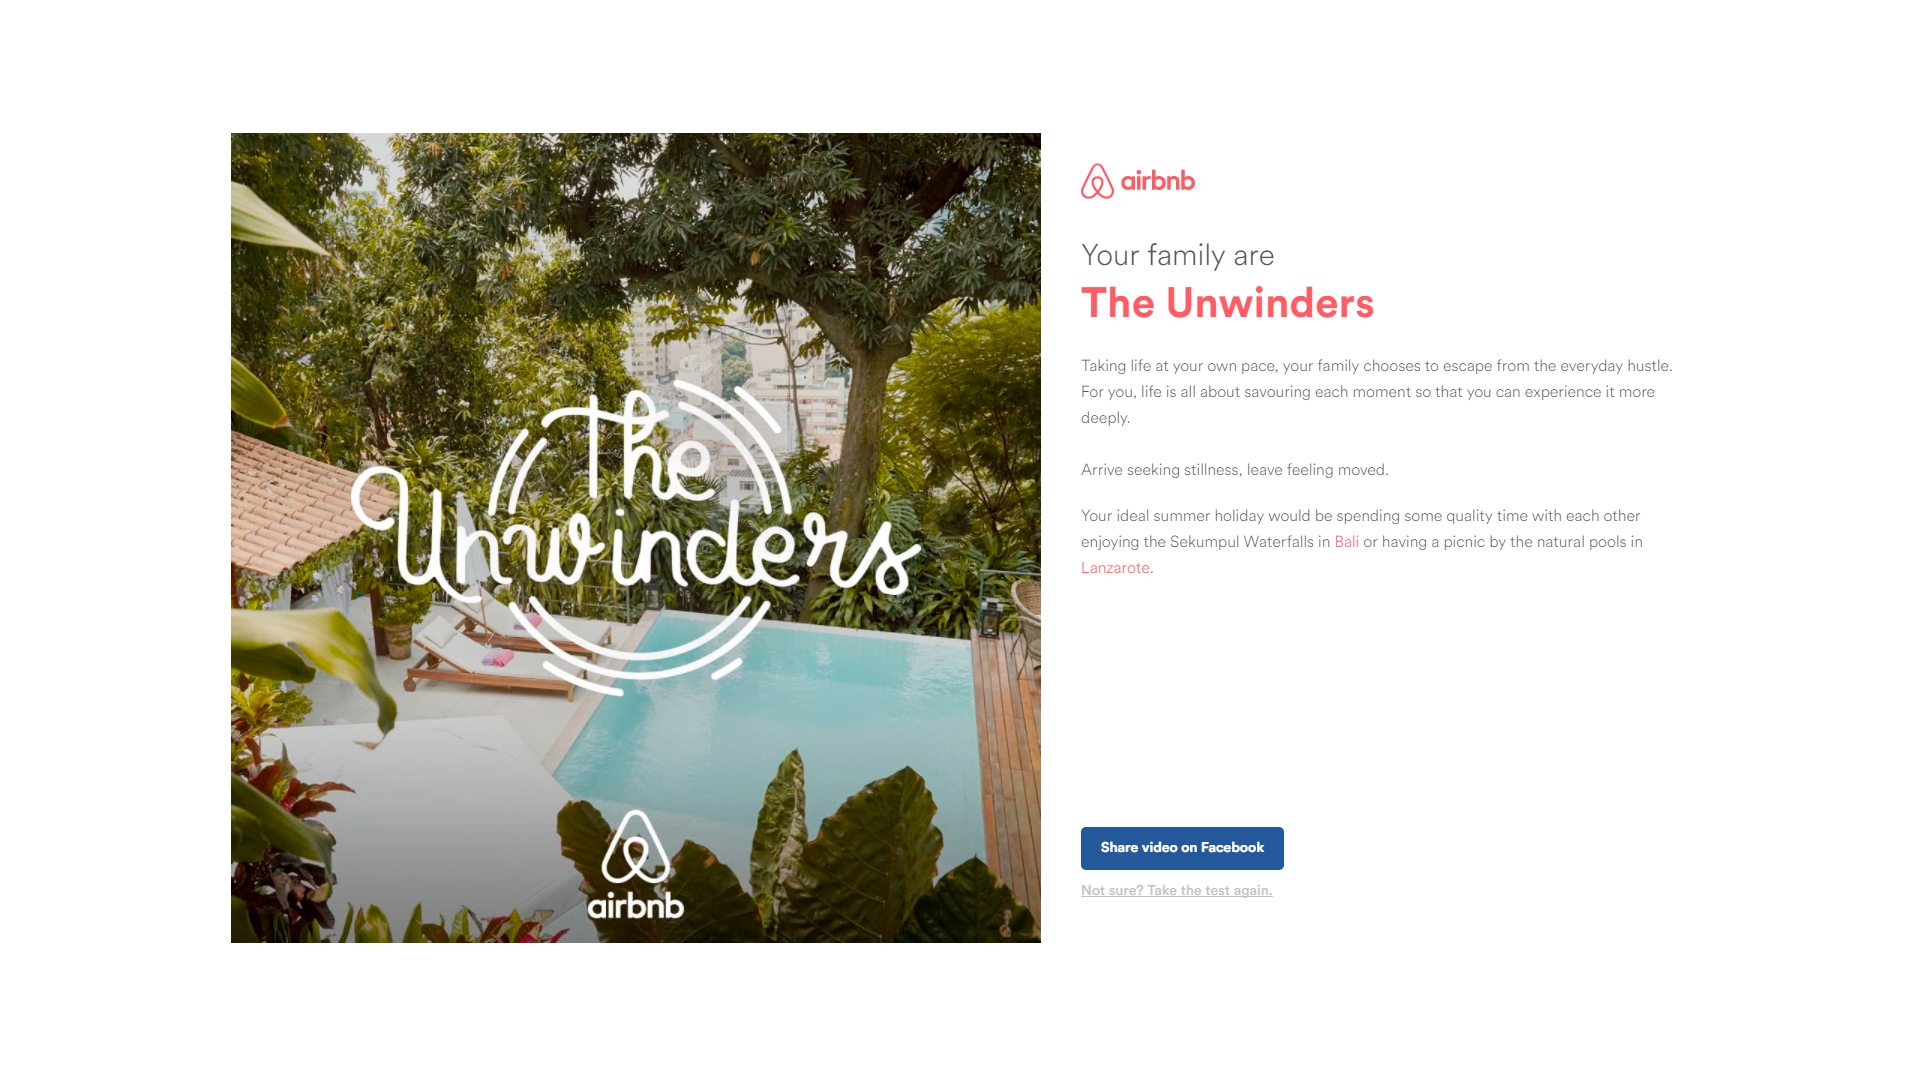 The
Unwinders
airbnb
airbnb
Your family are
The Unwinders
Taking life at your own pace, your family chooses to escape from the everyday hustle.
For you, life is all about savouring each moment so that you can experience it more
deeply.
Arrive seeking stillness, leave feeling moved.
Your ideal summer holiday would be spending some quality time with each other
enjoying the Sekumpul Waterfalls in Bali or having a picnic by the natural pools in
Lanzarote.
Share video on Facebook
Not sure? Take the test again.